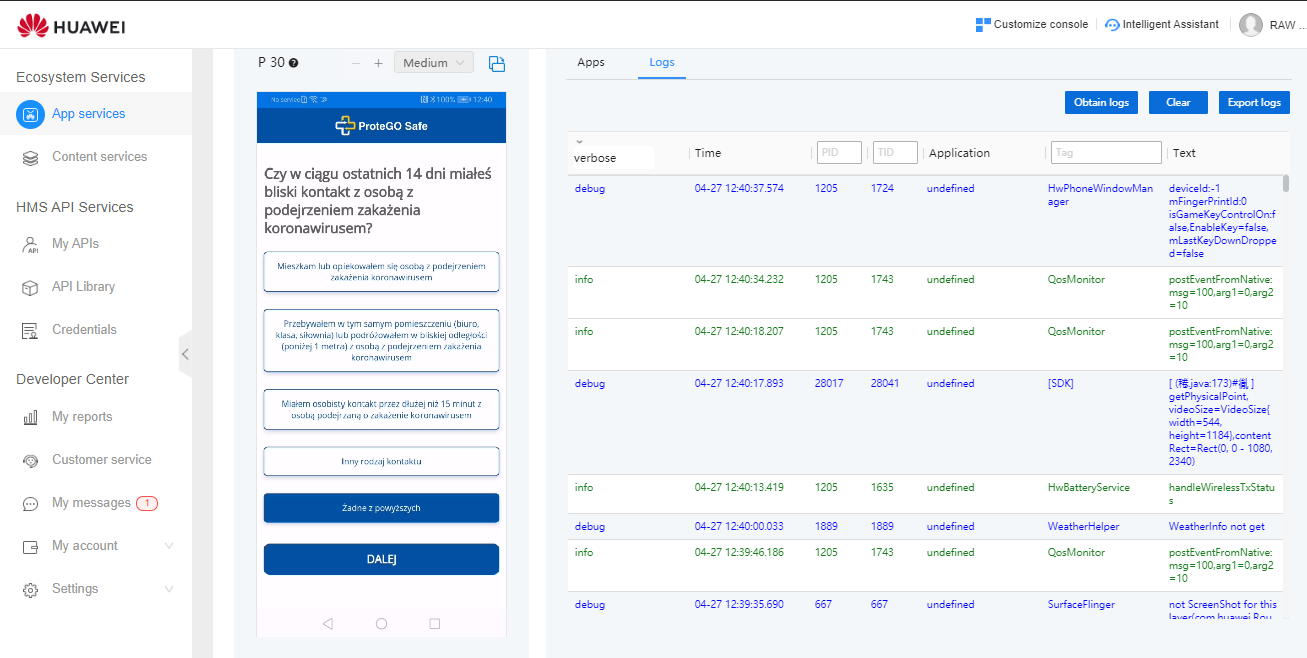 HUAWEI
Customize console
Intelligent Assistant
RAW ...
Ecosystem Services
App services
Content services
HMS API Services
My APIs
API
API Library
Credentials
Developer Center
My reports
Customer service
My messages 1
My account
Settings
P 30 ?
Medium
No service
100% 12:40
ProteGO Safe
Czy w ciągu ostatnich 14 dni miałeś
bliski kontakt z osobą z
podejrzeniem zakażenia
koronawirusem?
Mieszkam lub opiekowałem się osobą z podejrzeniem
zakażenia koronawirusem
Przebywałem w tym samym pomieszczeniu (biuro,
klasa, siłownia) lub podróżowałem w bliskiej odległości
(poniżej 1 metra) z osobą z podejrzeniem zakażenia
koronawirusem
Miałem osobisty kontakt przez dłużej niż 15 minut z
osobą podejrzaną o zakażenie koronawirusem
Inny rodzaj kontaktu
Żadne z powyższych
DALEJ
Apps
Logs
Obtain logs
Clear
Export logs
verbose Time PID TID Application Tag Text
debug 04-27 12:40:37.574 1205 1724 undefined HwPhoneWindowMan deviceId:-1
ager mFingerPrintId:0
isGameKeyControlOn:f
alse,EnableKey=false,
mLastKeyDownDroppe
d=false
info 04-27 12:40:34.232 1205 1743 undefined QosMonitor postEventFromNative:
msg=100,arg1=0,arg2
=10
info 04-27 12:40:18.207 1205 1743 undefined QosMonitor postEventFromNative:
msg=100,arg1=0,arg2
=10
debug 04-27 12:40:17.893 28017 28041 undefined [SDK] [ ( .java:173)# ]
getPhysicalPoint,
videoSize=VideoSize{
width=544,
height=1184},content
Rect=Rect(0, 0 - 1080,
2340)
info 04-27 12:40:13.419 1205 1635 undefined HwBatteryService handleWirelessTxStatu
s
debug 04-27 12:40:00.033 1889 1889 undefined WeatherHelper WeatherInfo not get
info 04-27 12:39:46.186 1205 1743 undefined QosMonitor postEventFromNative:
msg=100,arg1=0,arg2
=10
debug 04-27 12:39:35.690 667 667 undefined SurfaceFlinger not ScreenShot for this
layer(com.huawei.Rou